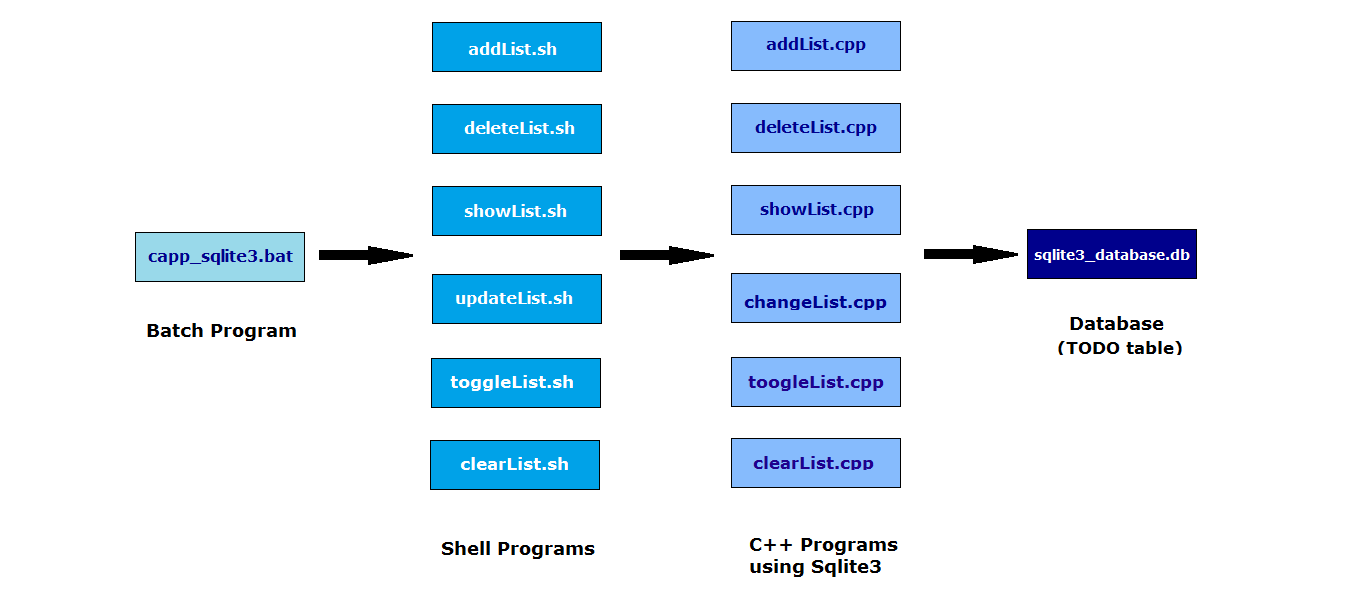 capp_sqlite3.bat
Batch Program
addList.sh
deleteList.sh
showList.sh
updateList.sh
toggleList.sh
clearList.sh
Shell Programs
addList.cpp
deleteList.cpp
showList.cpp
changeList.cpp
toogleList.cpp
clearList.cpp
C++ Programs
using Sqlite3
sqlite3_database.db
Database
(TODO table)